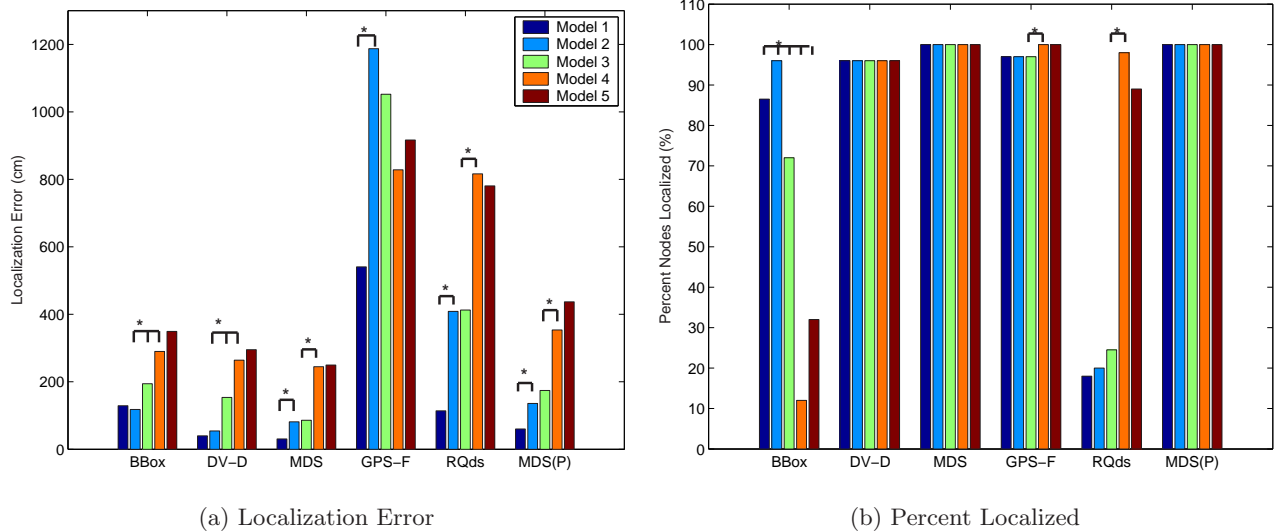 Localization Error (cm)
1200
1000
800
600
400
200
0
*
*
*
*
*
*
*
*
*
Model 1
Model 2
Model 3
Model 4
Model 5
BBox DV-D MDS GPS-F RQds MDS(P)
(a) Localization Error
Percent Nodes Localized (%)
110
100
90
80
70
60
50
40
30
20
10
0
*
*
*
BBox DV-D MDS GPS-F RQds MDS(P)
(b) Percent Localized